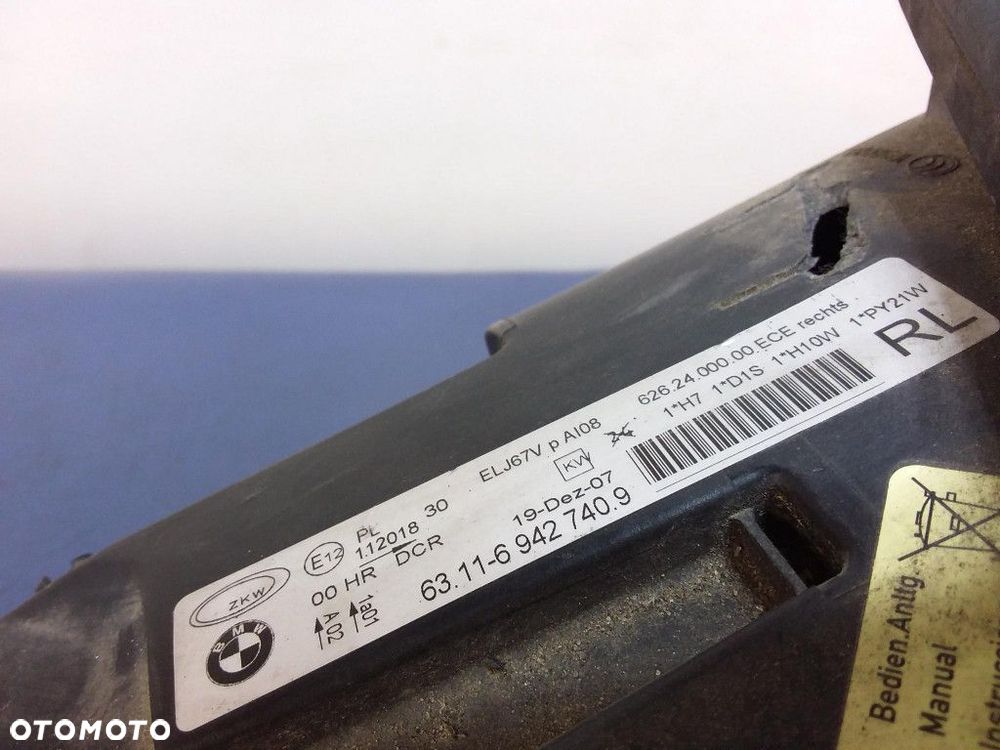 626.24.000.00.ECE rechts
1*H7 1*D1S 1*H10W 1*PY21W
RL
ELJ67V p AI08
KW
19-Dez-07
63.11-6 942 740.9
PL
E12
1.12018 30
00 HR DCR
ZKW
BMW
A02
1a01
Bedien.Anltg
Manual
OTOMOTO